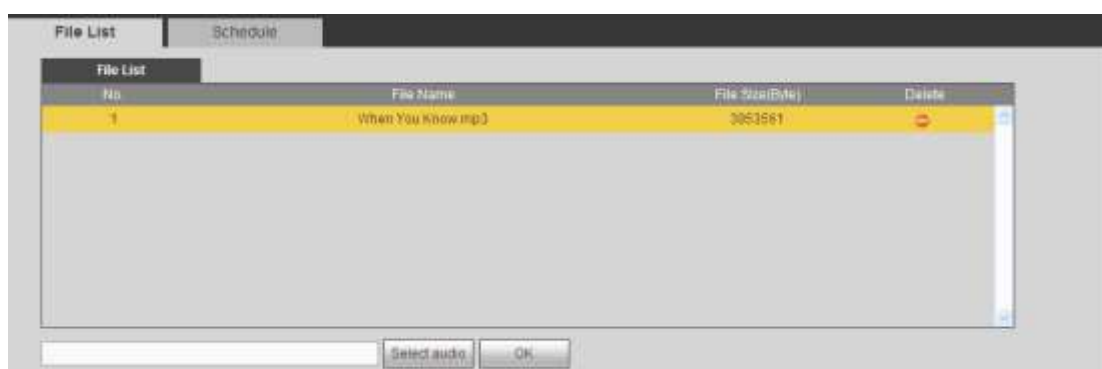 File List Schedule
File List
No. File Name File Size(Byte) Delete
1 When You Know.mp3 3953561
Select audio OK